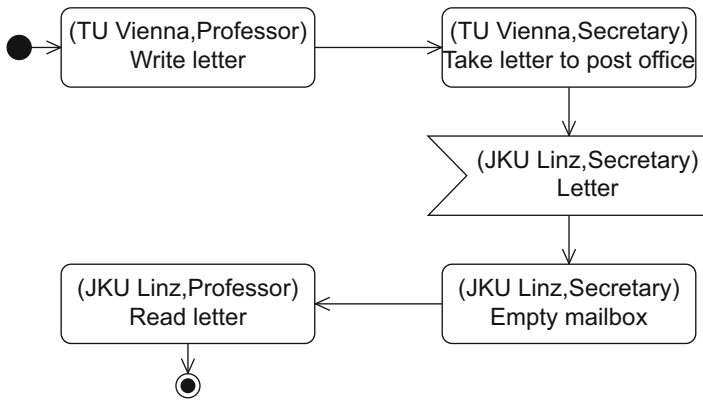 (TU Vienna,Professor)
Write letter
(TU Vienna,Secretary)
Take letter to post office
(JKU Linz,Secretary)
Letter
(JKU Linz,Secretary)
Empty mailbox
(JKU Linz,Professor)
Read letter